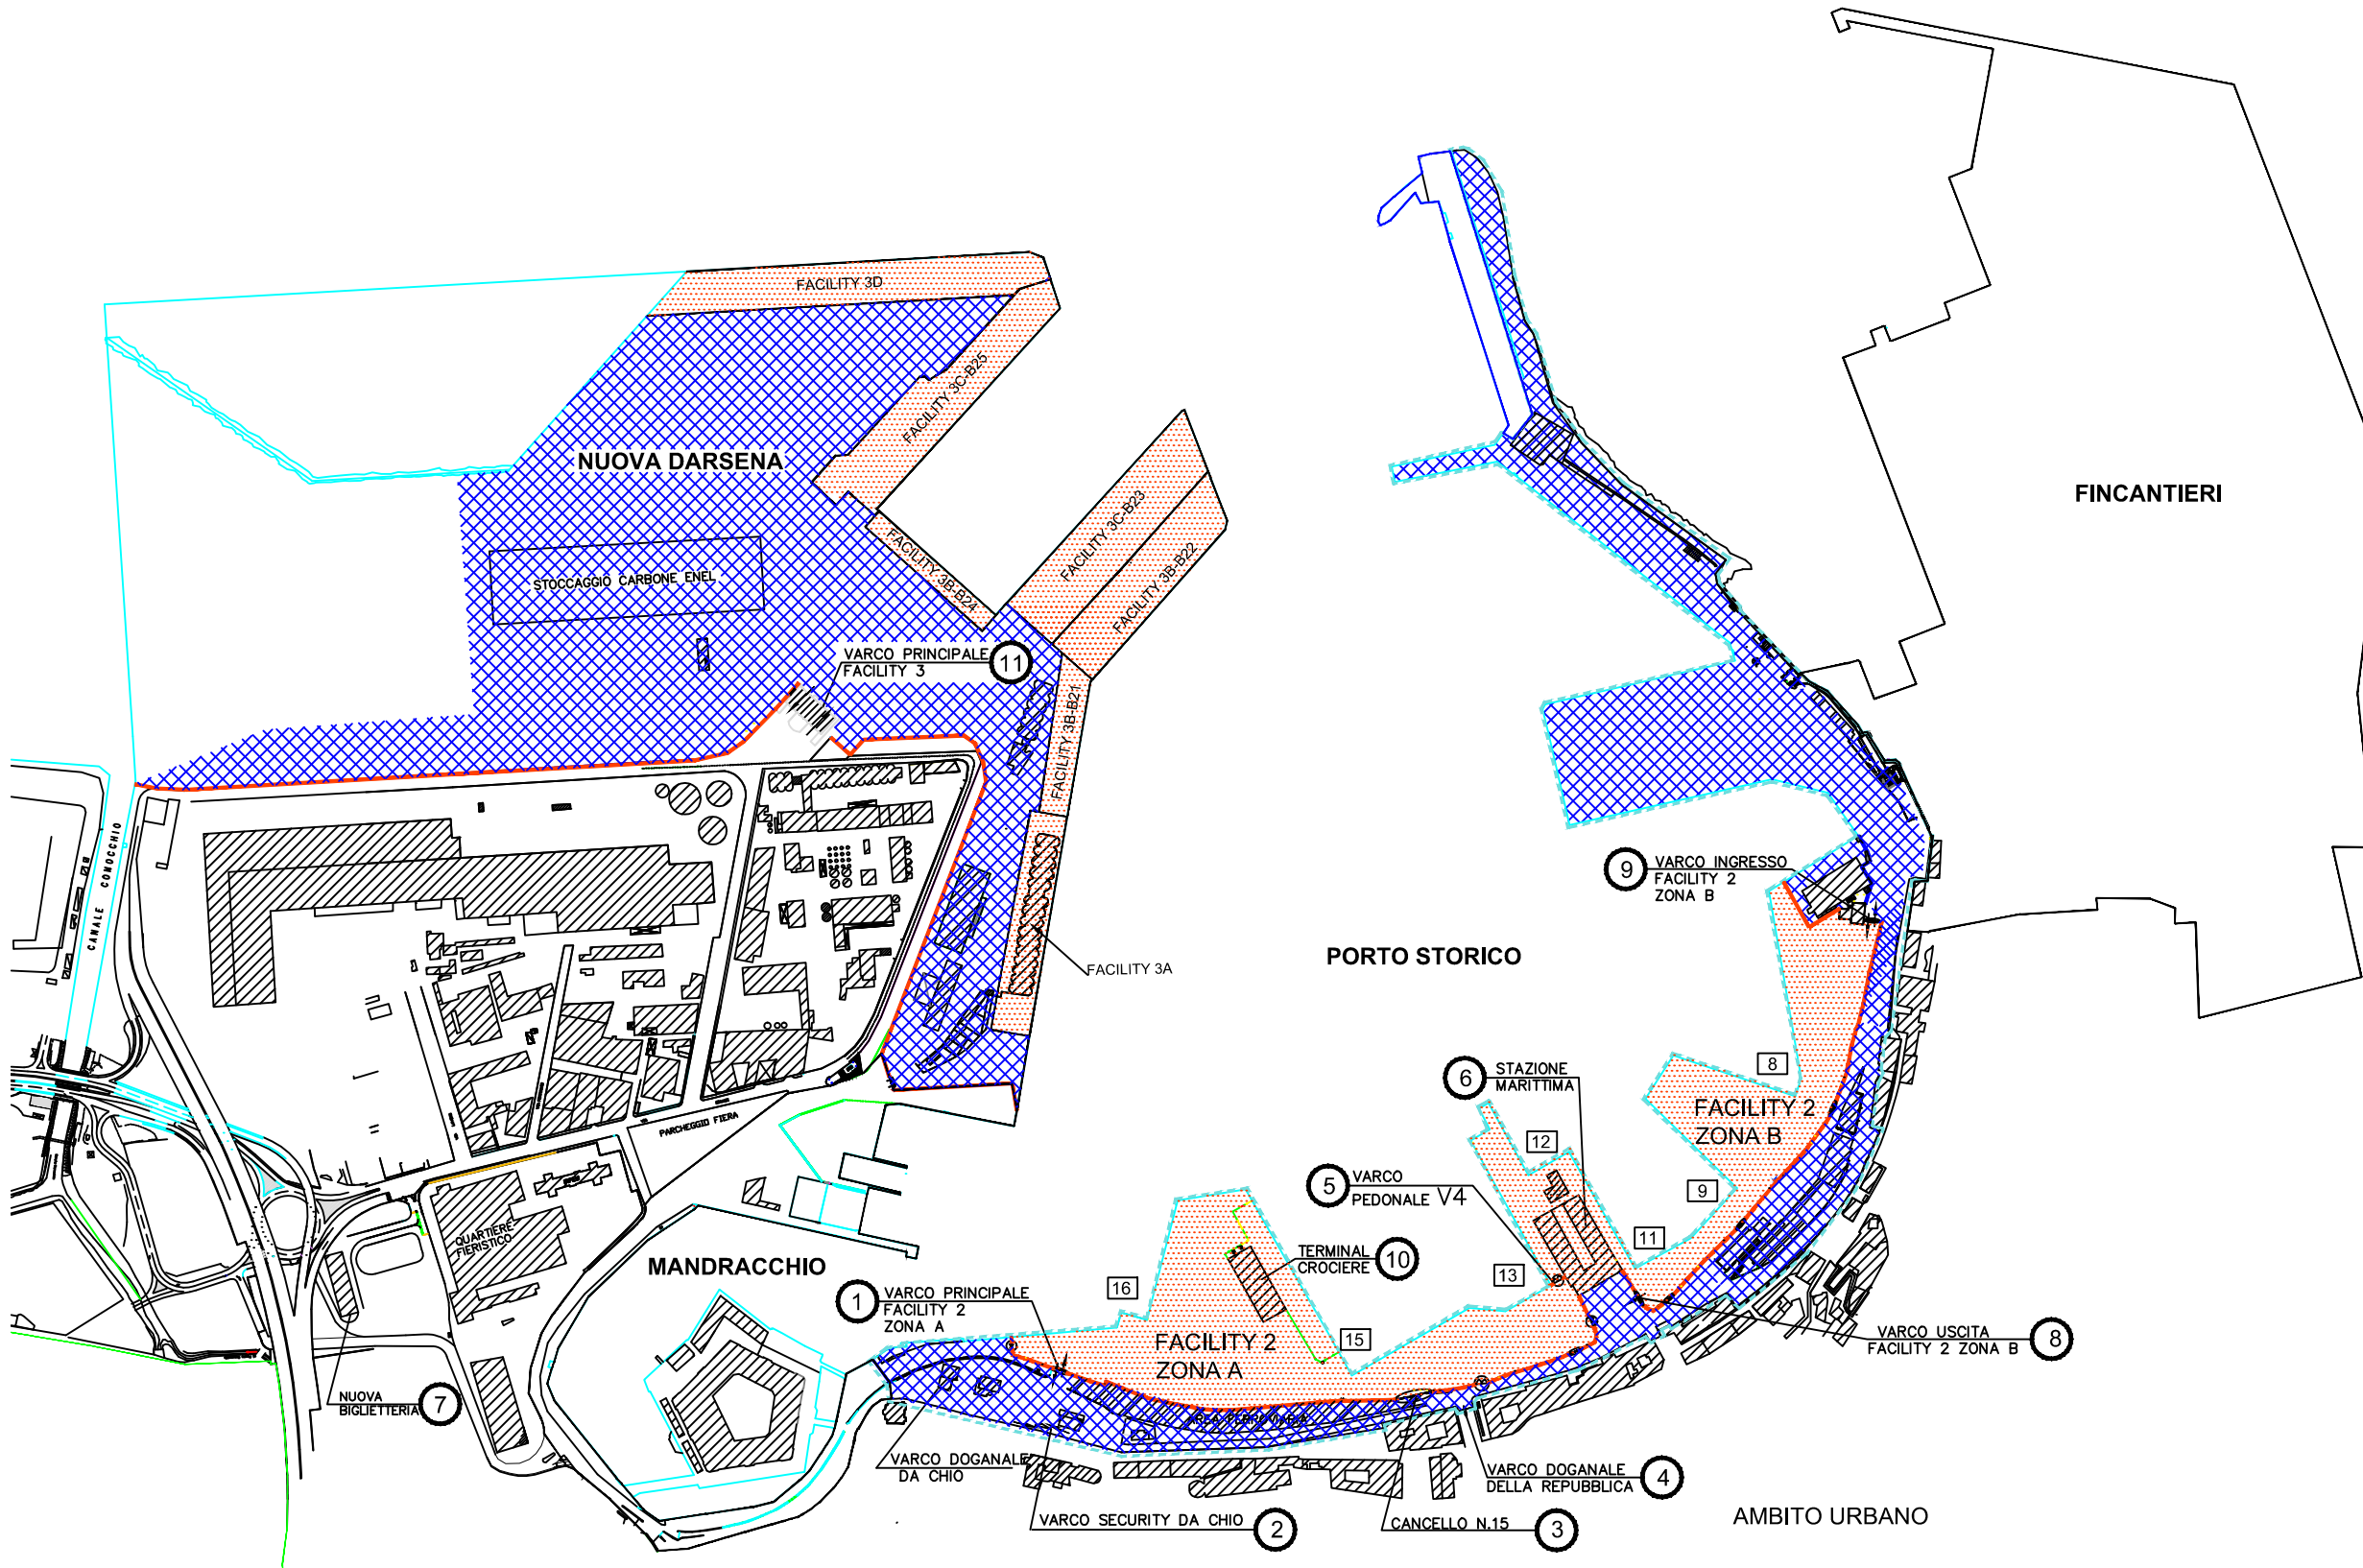 FACILITY 3D
FACILITY 3C-B25
NUOVA DARSENA
FINCANTIERI
FACILITY 3C-B23
FACILITY 3B-B24
FACILITY 3B-B22
STOCCAGGIO CARBONE ENEL
VARCO PRINCIPALE
FACILITY 3
11
FACILITY 3B-B21
CANALE CONOCCHIO
9
VARCO INGRESSO
FACILITY 2
ZONA B
PORTO STORICO
FACILITY 3A
8
6
STAZIONE
MARITTIMA
FACILITY 2
ZONA B
PARCHEGGIO FIERA
12
5
VARCO
PEDONALE V4
9
QUARTIERE
FIERISTICO
11
TERMINAL
CROCIERE
10
MANDRACCHIO
13
16
1
VARCO PRINCIPALE
FACILITY 2
ZONA A
FACILITY 2
ZONA A
15
VARCO USCITA
FACILITY 2 ZONA B
8
NUOVA
BIGLIETTERIA
7
AREA FERROVIARIA
VARCO DOGANALE
DA CHIO
VARCO DOGANALE
DELLA REPUBBLICA
4
VARCO SECURITY DA CHIO
2
CANCELLO N.15
3
AMBITO URBANO